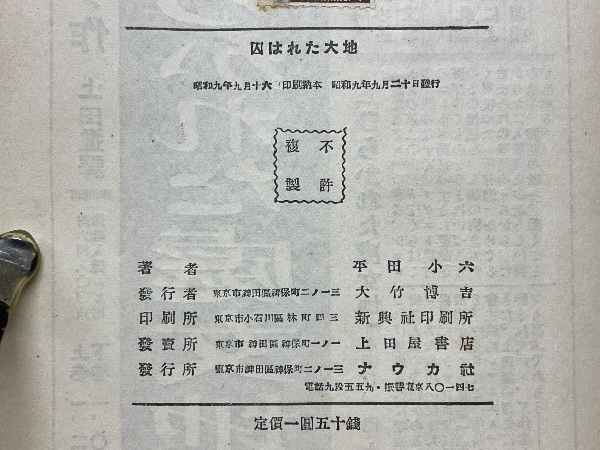 囚はれた大地
昭和九年九月十六日印刷納本 昭和九年九月二十日發行
不許
複製
著者 平田小六
發行者 東京市神田區神保町二ノ一三 大竹博吉
印刷所 東京市小石川區林町四三 新興社印刷所
發賣所 東京市神田區神保町一ノ一 上田屋書店
發行所 東京市神田區神保町二ノ一三 ナウカ社
電話九段五五九・振替東京八〇一四七
定價一圓五十錢